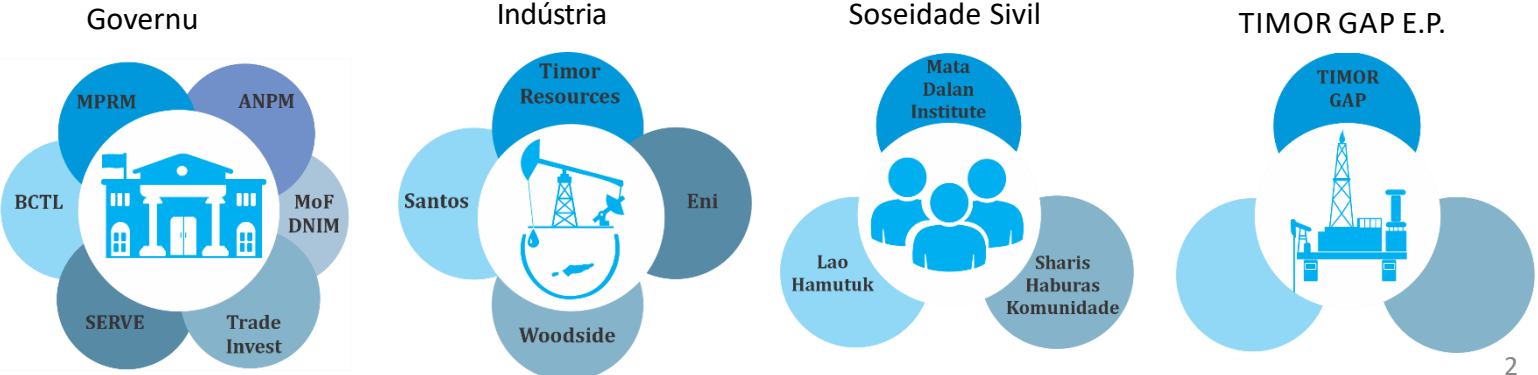 Governu
MPRM
ANPM
BCTL
MoF
DNIM
SERVE
Trade
Invest
Indústria
Timor
Resources
Santos
Eni
Woodside
Soseidade Sivil
Mata
Dalan
Institute
Lao
Hamutuk
Sharis
Haburas
Komunidade
TIMOR GAP E.P.
TIMOR
GAP
2